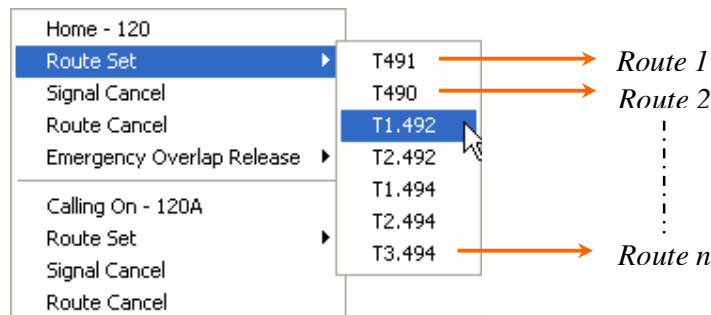 Home - 120
Route Set
Signal Cancel
Route Cancel
Emergency Overlap Release
Calling On - 120A
Route Set
Signal Cancel
Route Cancel
T491
T490
T1.492
T2.492
T1.494
T2.494
T3.494
Route 1
Route 2
Route n